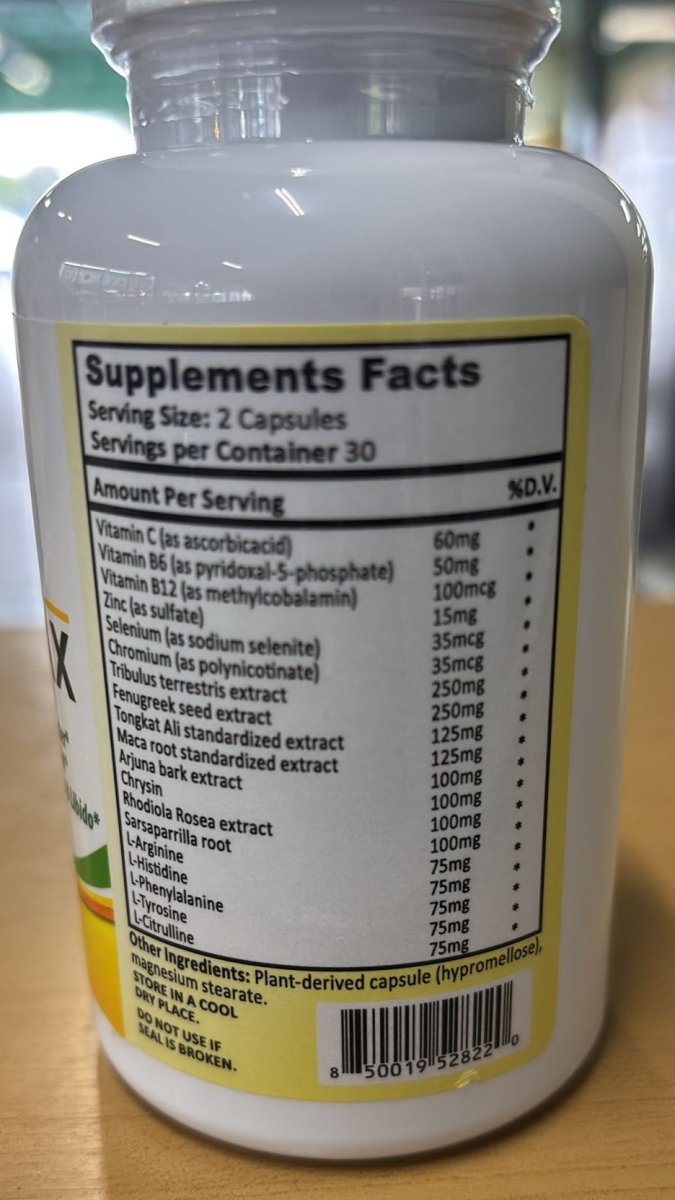 Supplements Facts
Serving Size: 2 Capsules
Servings per Container 30
Amount Per Serving %D.V.
Vitamin C (as ascorbicacid) 60mg *
Vitamin B6 (as pyridoxal-5-phosphate) 50mg *
Vitamin B12 (as methylcobalamin) 100mcg *
Zinc (as sulfate) 15mg *
Selenium (as sodium selenite) 35mcg *
Chromium (as polynicotinate) 35mcg *
Tribulus terrestris extract 250mg *
Fenugreek seed extract 250mg *
Tongkat Ali standardized extract 125mg *
Maca root standardized extract 125mg *
Arjuna bark extract 100mg *
Chrysin 100mg *
Rhodiola Rosea extract 100mg *
Sarsaparrilla root 100mg *
L-Arginine 75mg *
L-Histidine 75mg *
L-Phenylalanine 75mg *
L-Tyrosine 75mg *
L-Citrulline 75mg *
Other Ingredients: Plant-derived capsule (hypromellose),
magnesium stearate.
STORE IN A COOL
DRY PLACE.
DO NOT USE IF
SEAL IS BROKEN.
8 50019 52822 0
X
Libido*